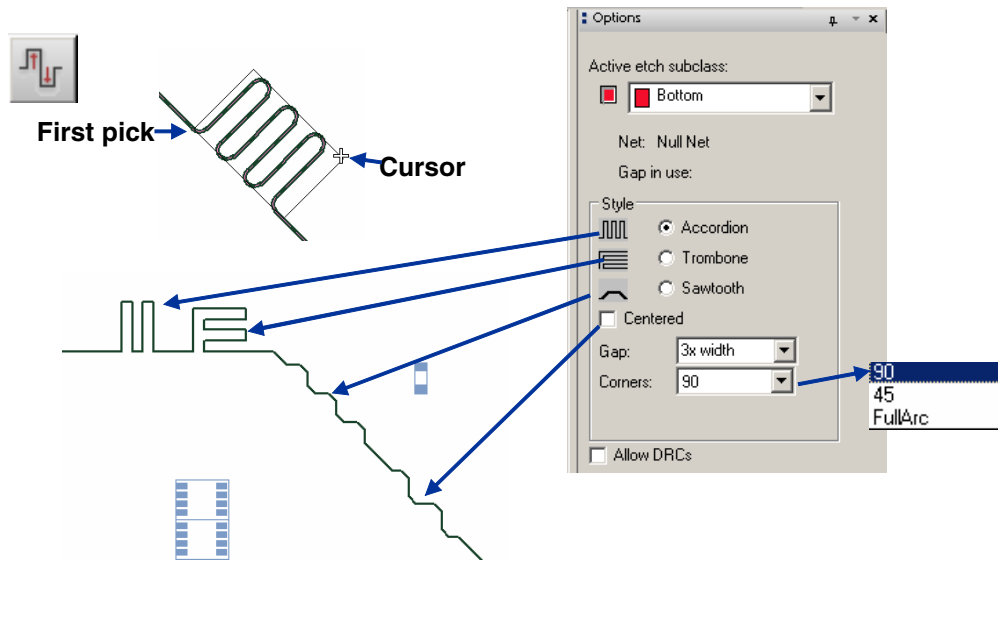 Options
Active etch subclass:
Bottom
First pick
Cursor
Net: Null Net
Gap in use:
Style
Accordion
Trombone
Sawtooth
Centered
Gap: 3x width
Corners: 90
90
45
FullArc
Allow DRCs